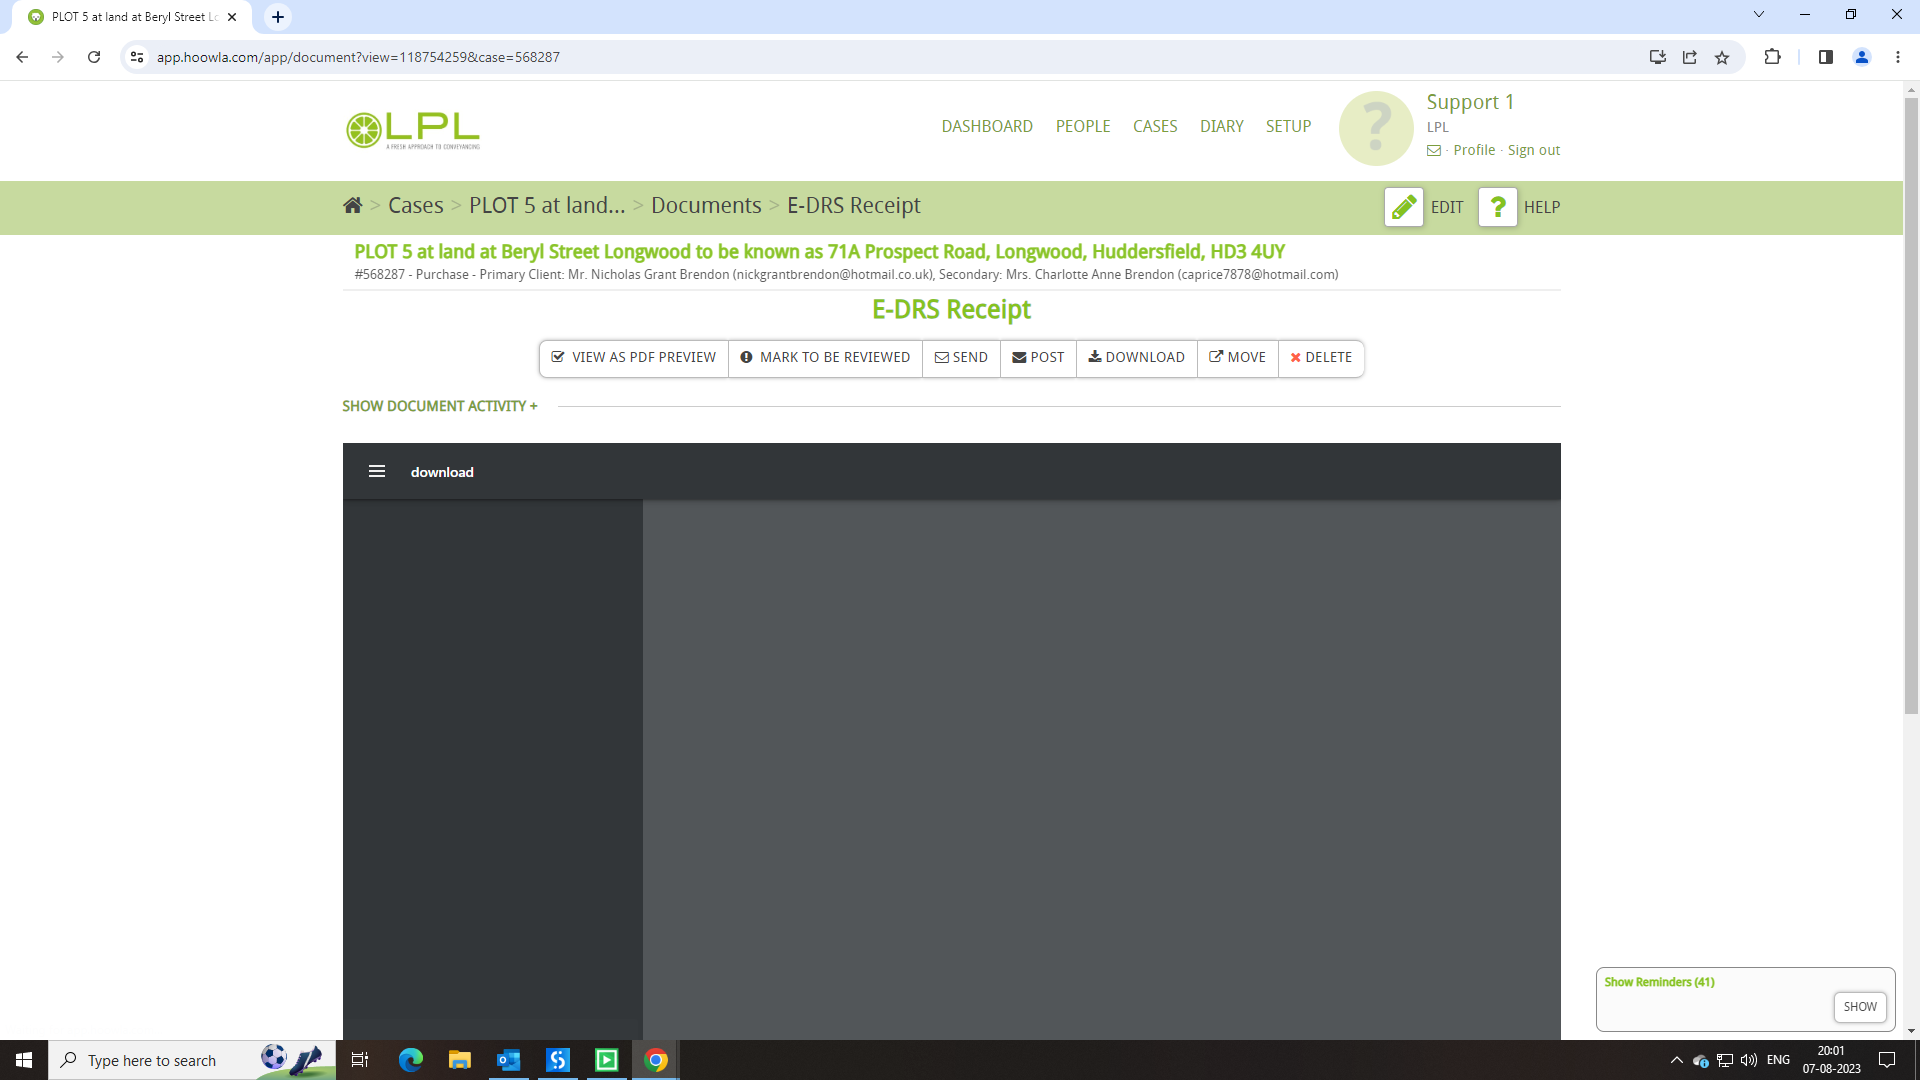 PLOT 5 at land at Beryl Street Lo
app.hoowla.com/app/document?view=118754259&case=568287
LPL
A FRESH APPROACH TO CONVEYANCING
DASHBOARD PEOPLE CASES DIARY SETUP
?
Support 1
LPL
· Profile · Sign out
> Cases > PLOT 5 at land... > Documents > E-DRS Receipt
EDIT ? HELP
PLOT 5 at land at Beryl Street Longwood to be known as 71A Prospect Road, Longwood, Huddersfield, HD3 4UY
#568287 - Purchase - Primary Client: Mr. Nicholas Grant Brendon (nickgrantbrendon@hotmail.co.uk), Secondary: Mrs. Charlotte Anne Brendon (caprice7878@hotmail.com)
E-DRS Receipt
VIEW AS PDF PREVIEW MARK TO BE REVIEWED SEND POST DOWNLOAD MOVE DELETE
SHOW DOCUMENT ACTIVITY +
download
Show Reminders (41)
SHOW
Type here to search
ENG
20:01
07-08-2023